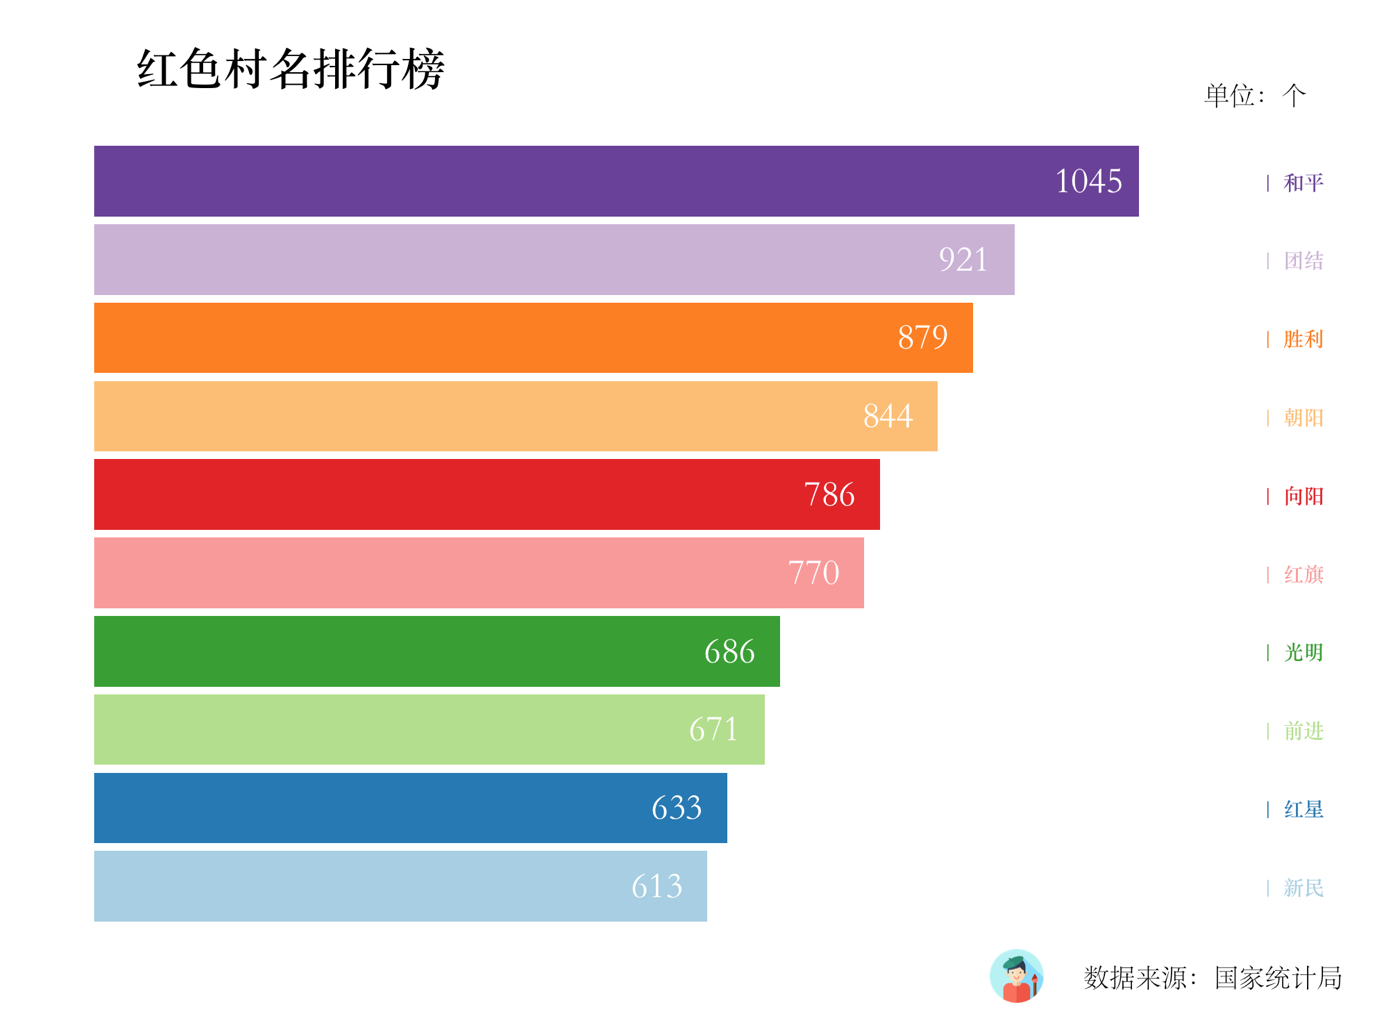 红色村名排行榜
单位：个
1045 | 和平
921 | 团结
879 | 胜利
844 | 朝阳
786 | 向阳
770 | 红旗
686 | 光明
671 | 前进
633 | 红星
613 | 新民
数据来源：国家统计局